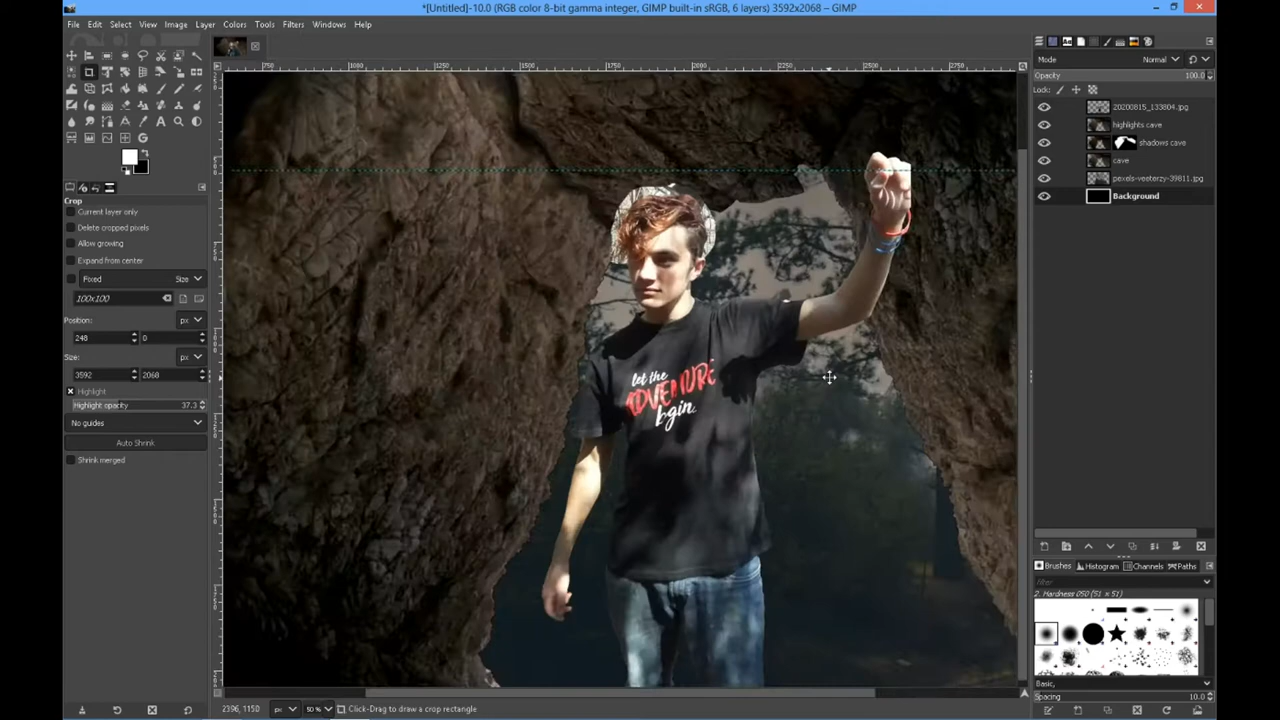 *[Untitled]-10.0 (RGB color 8-bit gamma integer, GIMP built-in sRGB, 6 layers) 3592x2068 – GIMP
File Edit Select View Image Layer Colors Tools Filters Windows Help
Mode Normal
Opacity 100.0
Lock:
20200815_133804.jpg
highlights cave
shadows cave
cave
pexels-veeterzy-39811.jpg
Background
Crop
Current layer only
Delete cropped pixels
Allow growing
Expand from center
Fixed Size
100x100
Position: px
248 0
Size: px
3592 2068
Highlight
Highlight opacity 37.3
No guides
Auto Shrink
Shrink merged
let the
ADVENTURE
begin.
Brushes Histogram Channels Paths
filter
2. Hardness 050 (51 × 51)
Basic,
Spacing 10.0
2396, 1150 px 50 % Click-Drag to draw a crop rectangle